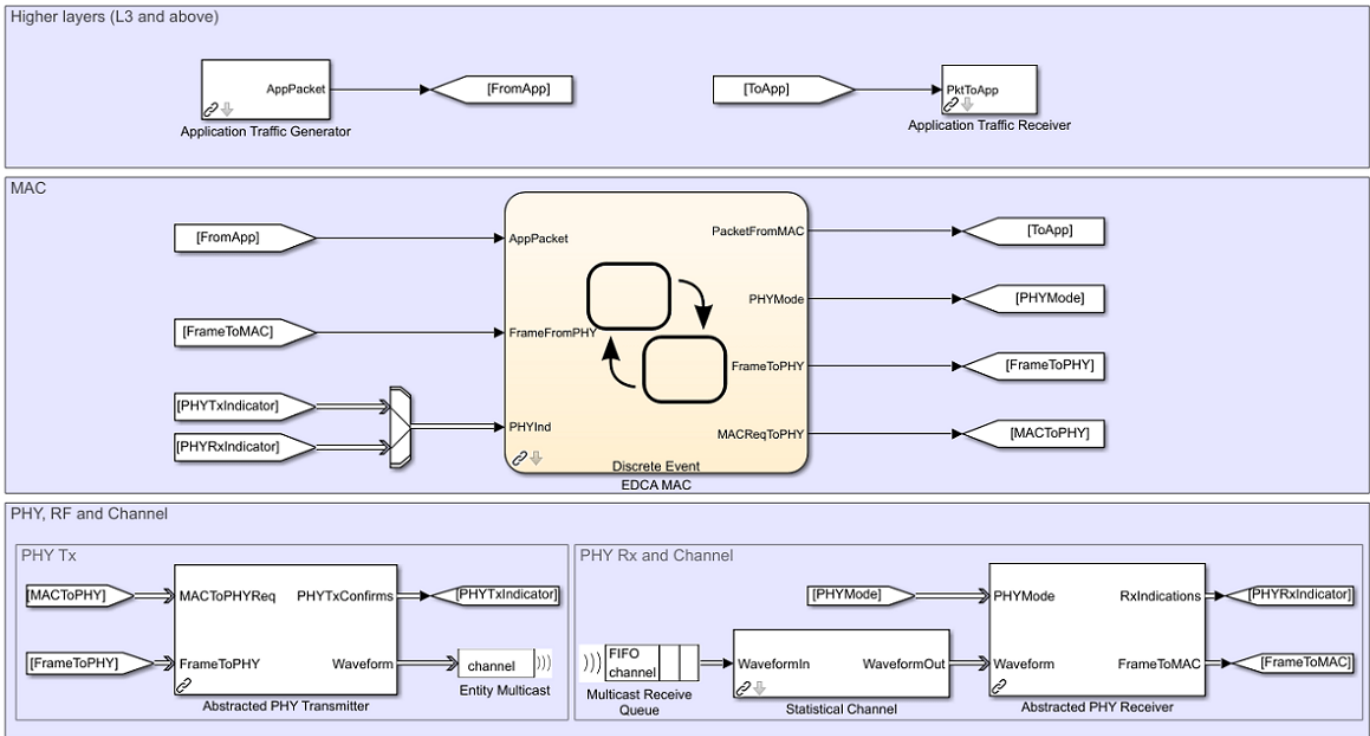 Higher layers (L3 and above)
AppPacket
[FromApp]
Application Traffic Generator
[ToApp]
PktToApp
Application Traffic Receiver
MAC
[FromApp]
[FrameToMAC]
[PHYTxIndicator]
[PHYRxIndicator]
AppPacket
FrameFromPHY
PHYInd
PacketFromMAC
PHYMode
FrameToPHY
MACReqToPHY
Discrete Event
EDCA MAC
[ToApp]
[PHYMode]
[FrameToPHY]
[MACToPHY]
PHY, RF and Channel
PHY Tx
[MACToPHY]
[FrameToPHY]
MACToPHYReq
PHYTxConfirms
FrameToPHY
Waveform
Abstracted PHY Transmitter
[PHYTxIndicator]
channel
Entity Multicast
PHY Rx and Channel
FIFO
channel
Multicast Receive
Queue
WaveformIn
WaveformOut
Statistical Channel
[PHYMode]
PHYMode
RxIndications
Waveform
FrameToMAC
Abstracted PHY Receiver
[PHYRxIndicator]
[FrameToMAC]